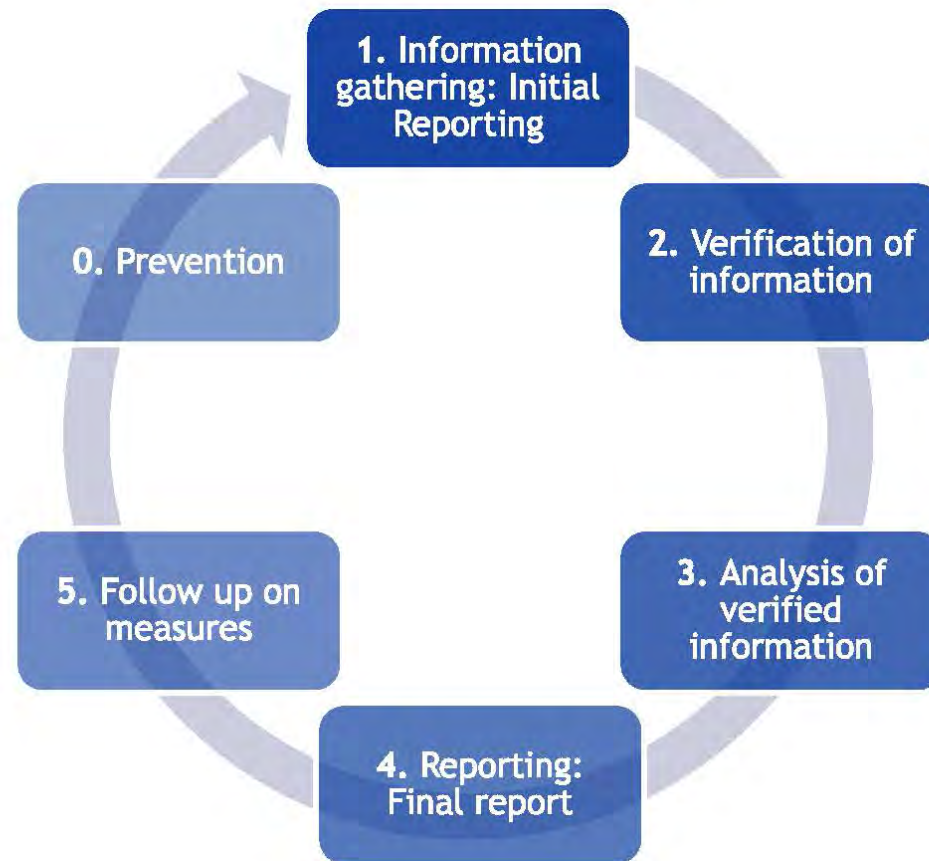 1. Information
gathering: Initial
Reporting
0. Prevention
2. Verification of
information
5. Follow up on
measures
3. Analysis of
verified
information
4. Reporting:
Final report